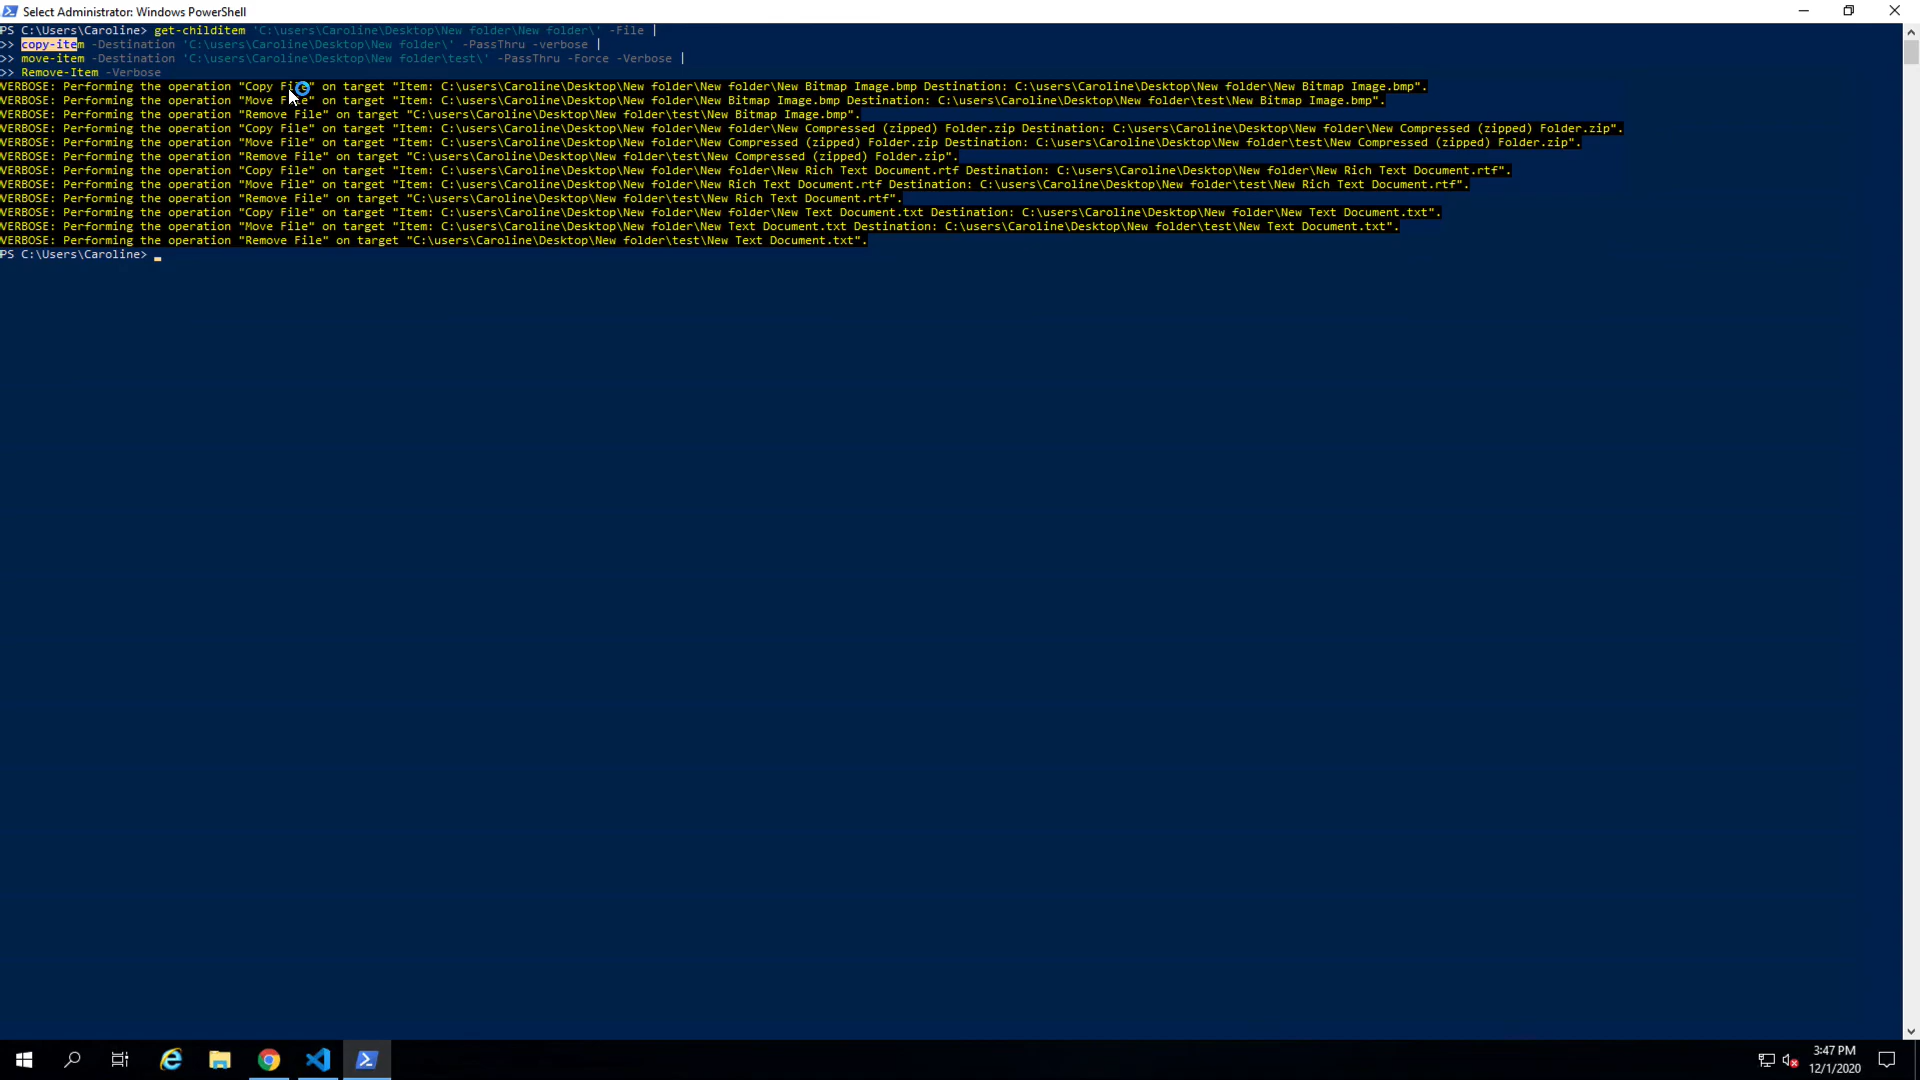 Select Administrator: Windows PowerShell
PS C:\Users\Caroline> get-childitem 'C:\users\Caroline\Desktop\New folder\New folder\' -File |
>> copy-item -Destination 'C:\users\Caroline\Desktop\New folder\' -PassThru -verbose |
>> move-item -Destination 'C:\users\Caroline\Desktop\New folder\test\' -PassThru -Force -Verbose |
>> Remove-Item -Verbose
VERBOSE: Performing the operation "Copy File" on target "Item: C:\users\Caroline\Desktop\New folder\New folder\New Bitmap Image.bmp Destination: C:\users\Caroline\Desktop\New folder\New Bitmap Image.bmp".
VERBOSE: Performing the operation "Move File" on target "Item: C:\users\Caroline\Desktop\New folder\New Bitmap Image.bmp Destination: C:\users\Caroline\Desktop\New folder\test\New Bitmap Image.bmp".
VERBOSE: Performing the operation "Remove File" on target "C:\users\Caroline\Desktop\New folder\test\New Bitmap Image.bmp".
VERBOSE: Performing the operation "Copy File" on target "Item: C:\users\Caroline\Desktop\New folder\New folder\New Compressed (zipped) Folder.zip Destination: C:\users\Caroline\Desktop\New folder\New Compressed (zipped) Folder.zip".
VERBOSE: Performing the operation "Move File" on target "Item: C:\users\Caroline\Desktop\New folder\New Compressed (zipped) Folder.zip Destination: C:\users\Caroline\Desktop\New folder\test\New Compressed (zipped) Folder.zip".
VERBOSE: Performing the operation "Remove File" on target "C:\users\Caroline\Desktop\New folder\test\New Compressed (zipped) Folder.zip".
VERBOSE: Performing the operation "Copy File" on target "Item: C:\users\Caroline\Desktop\New folder\New folder\New Rich Text Document.rtf Destination: C:\users\Caroline\Desktop\New folder\New Rich Text Document.rtf".
VERBOSE: Performing the operation "Move File" on target "Item: C:\users\Caroline\Desktop\New folder\New Rich Text Document.rtf Destination: C:\users\Caroline\Desktop\New folder\test\New Rich Text Document.rtf".
VERBOSE: Performing the operation "Remove File" on target "C:\users\Caroline\Desktop\New folder\test\New Rich Text Document.rtf".
VERBOSE: Performing the operation "Copy File" on target "Item: C:\users\Caroline\Desktop\New folder\New folder\New Text Document.txt Destination: C:\users\Caroline\Desktop\New folder\New Text Document.txt".
VERBOSE: Performing the operation "Move File" on target "Item: C:\users\Caroline\Desktop\New folder\New Text Document.txt Destination: C:\users\Caroline\Desktop\New folder\test\New Text Document.txt".
VERBOSE: Performing the operation "Remove File" on target "C:\users\Caroline\Desktop\New folder\test\New Text Document.txt".
PS C:\Users\Caroline>
3:47 PM
12/1/2020